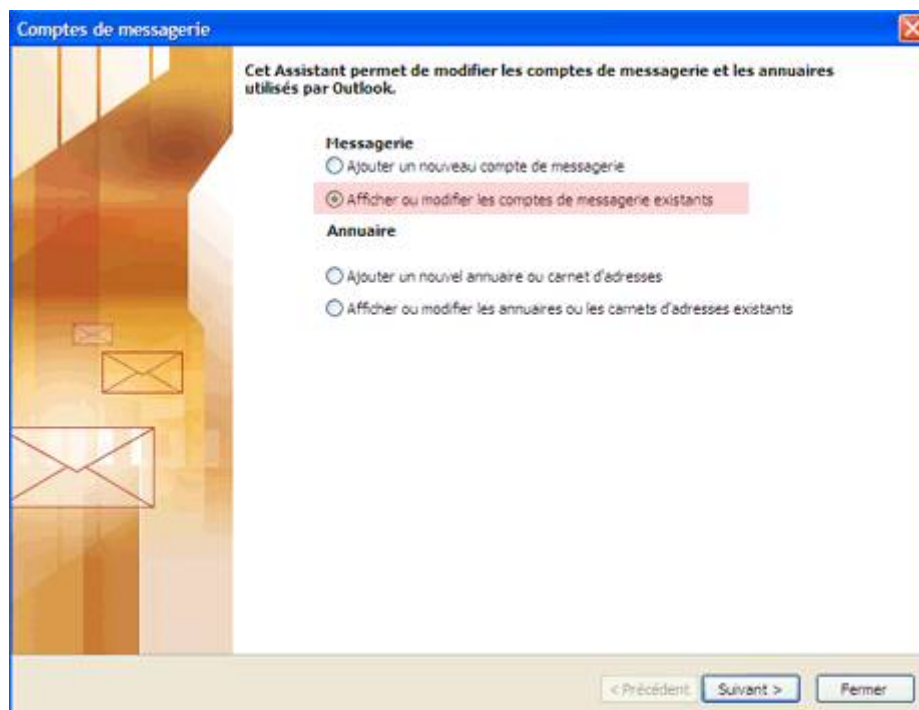 Comptes de messagerie
Cet Assistant permet de modifier les comptes de messagerie et les annuaires
utilisés par Outlook.
Messagerie
Ajouter un nouveau compte de messagerie
Afficher ou modifier les comptes de messagerie existants
Annuaire
Ajouter un nouvel annuaire ou carnet d'adresses
Afficher ou modifier les annuaires ou les carnets d'adresses existants
< Précédent Suivant > Fermer